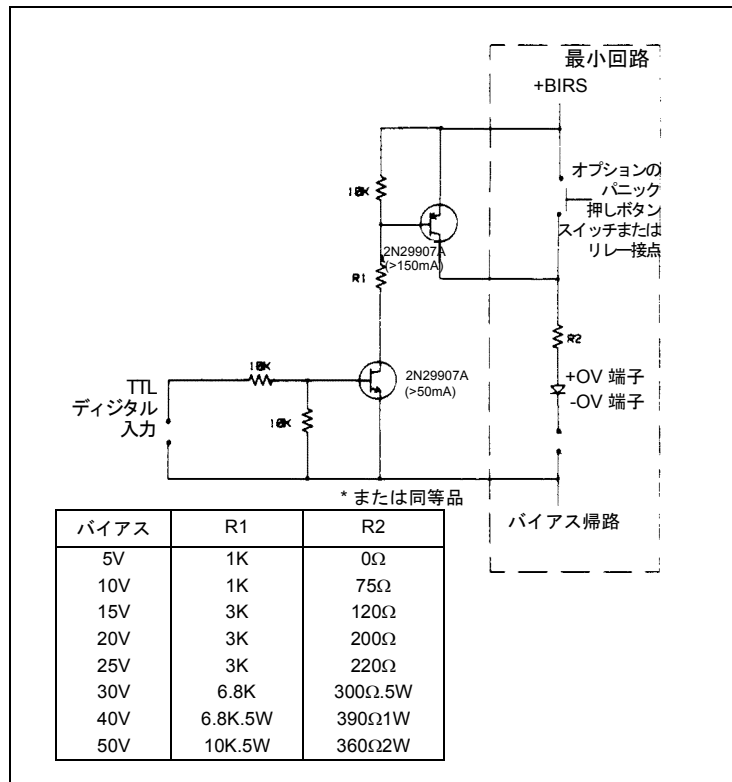 最小回路
+BIRS
オプションの
パニック
押しボタン
スイッチまたは
リレー接点
10K
2N29907A
(>150mA)
R1
R2
10K
2N29907A
(>50mA)
TTL
ディジタル
入力
10K
+OV 端子
-OV 端子
* または同等品
バイアス帰路
バイアス R1 R2
5V 1K 0Ω
10V 1K 75Ω
15V 3K 120Ω
20V 3K 200Ω
25V 3K 220Ω
30V 6.8K 300Ω.5W
40V 6.8K.5W 390Ω1W
50V 10K.5W 360Ω2W